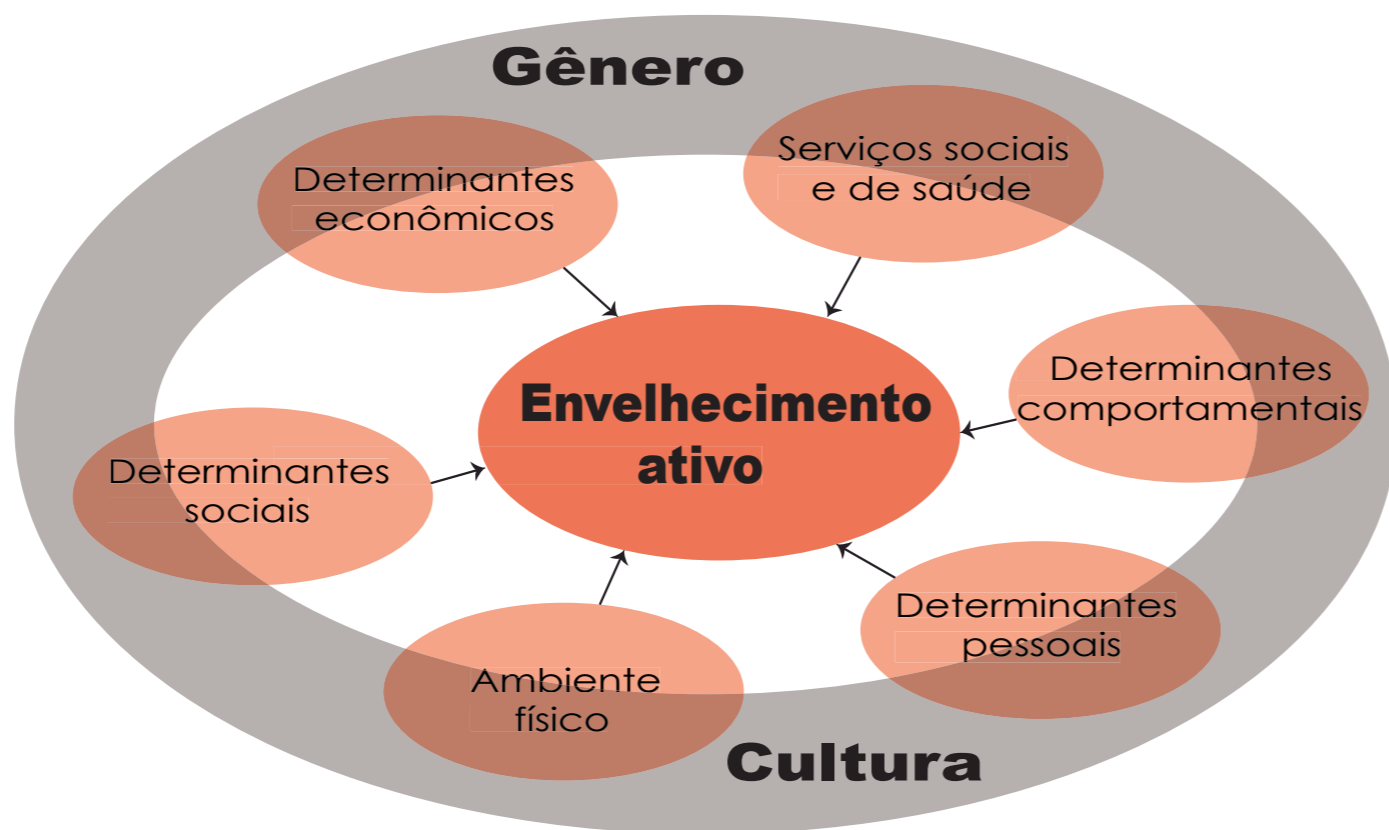 Gênero
Serviços sociais
e de saúde
Determinantes
econômicos
Determinantes
comportamentais
Envelhecimento
ativo
Determinantes
sociais
Determinantes
pessoais
Ambiente
físico
Cultura